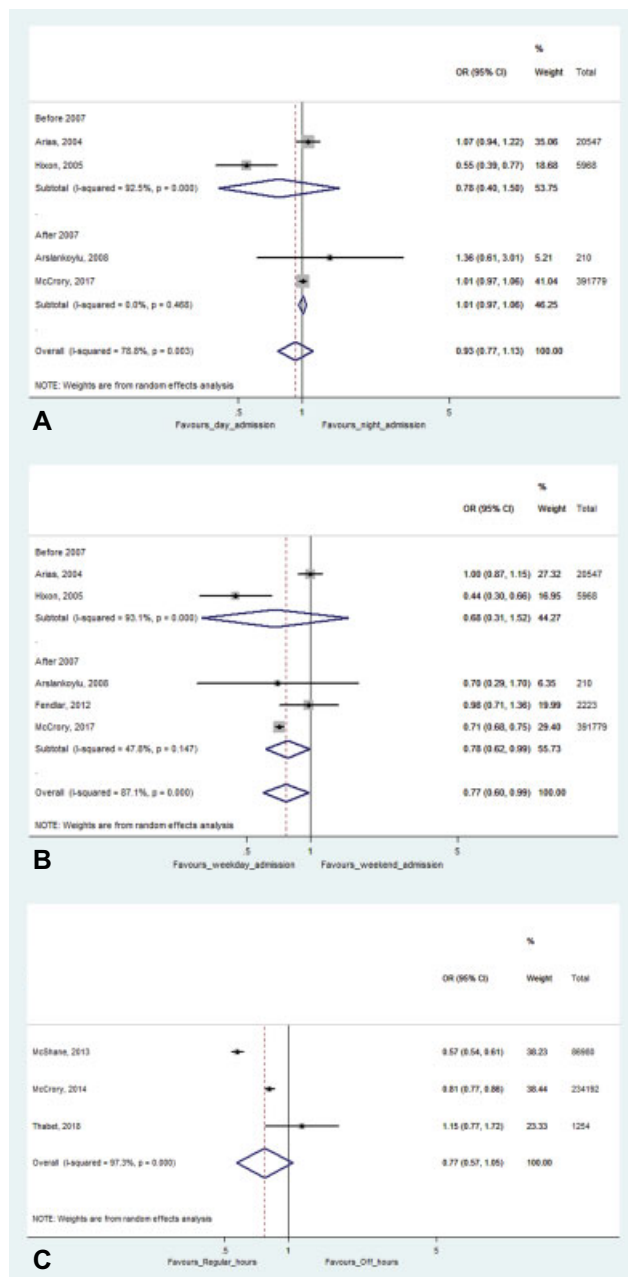 %
OR (95% CI) Weight Total
Before 2007
Arias, 2004 1.07 (0.94, 1.22) 35.06 20547
Hixon, 2005 0.55 (0.39, 0.77) 18.68 5968
Subtotal (I-squared = 92.5%, p = 0.000) 0.78 (0.40, 1.50) 53.75
.
After 2007
Arslankoylu, 2008 1.36 (0.61, 3.01) 5.21 210
McCrory, 2017 1.01 (0.97, 1.06) 41.04 391779
Subtotal (I-squared = 0.0%, p = 0.468) 1.01 (0.97, 1.06) 46.25
.
Overall (I-squared = 78.8%, p = 0.003) 0.93 (0.77, 1.13) 100.00
NOTE: Weights are from random effects analysis
.5 1 5
A
Favours_day_admission Favours_night_admission
%
OR (95% CI) Weight Total
Before 2007
Arias, 2004 1.00 (0.87, 1.15) 27.32 20547
Hixon, 2005 0.44 (0.30, 0.66) 16.95 5968
Subtotal (I-squared = 93.1%, p = 0.000) 0.68 (0.31, 1.52) 44.27
.
After 2007
Arslankoylu, 2008 0.70 (0.29, 1.70) 6.35 210
Fendler, 2012 0.98 (0.71, 1.36) 19.99 2223
McCrory, 2017 0.71 (0.68, 0.75) 29.40 391779
Subtotal (I-squared = 47.8%, p = 0.147) 0.78 (0.62, 0.99) 55.73
.
Overall (I-squared = 87.1%, p = 0.000) 0.77 (0.60, 0.99) 100.00
NOTE: Weights are from random effects analysis
.5 1 5
B
Favours_weekday_admission Favours_weekend_admission
%
OR (95% CI) Weight Total
McShane, 2013 0.57 (0.54, 0.61) 38.23 86980
McCrory, 2014 0.81 (0.77, 0.86) 38.44 234192
Thabet, 2018 1.15 (0.77, 1.72) 23.33 1254
Overall (I-squared = 97.3%, p = 0.000) 0.77 (0.57, 1.05) 100.00
NOTE: Weights are from random effects analysis
.5 1 5
C
Favours_Regular_hours Favours_Off_hours